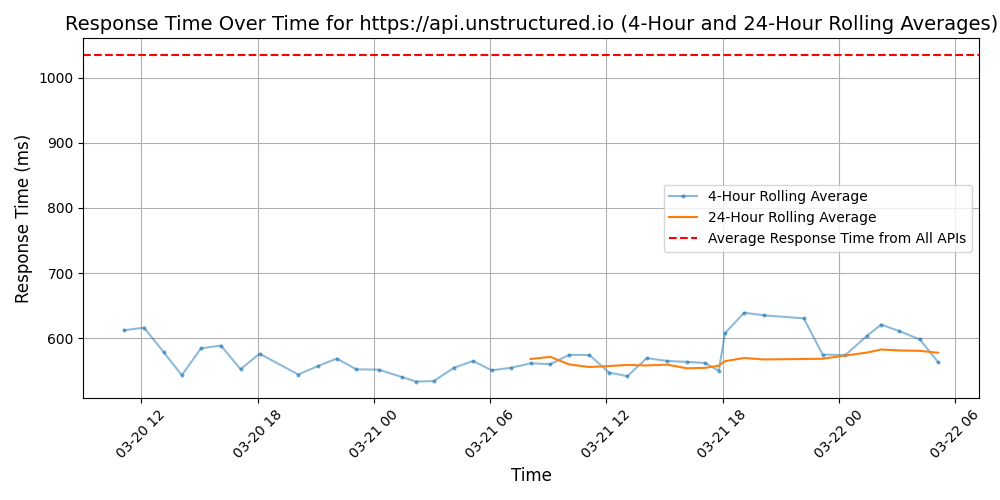 Response Time Over Time for https://api.unstructured.io (4-Hour and 24-Hour Rolling Averages)
Response Time (ms)
1000
900
800
700
600
4-Hour Rolling Average
24-Hour Rolling Average
Average Response Time from All APIs
03-20 12
03-20 18
03-21 00
03-21 06
03-21 12
03-21 18
03-22 00
03-22 06
Time